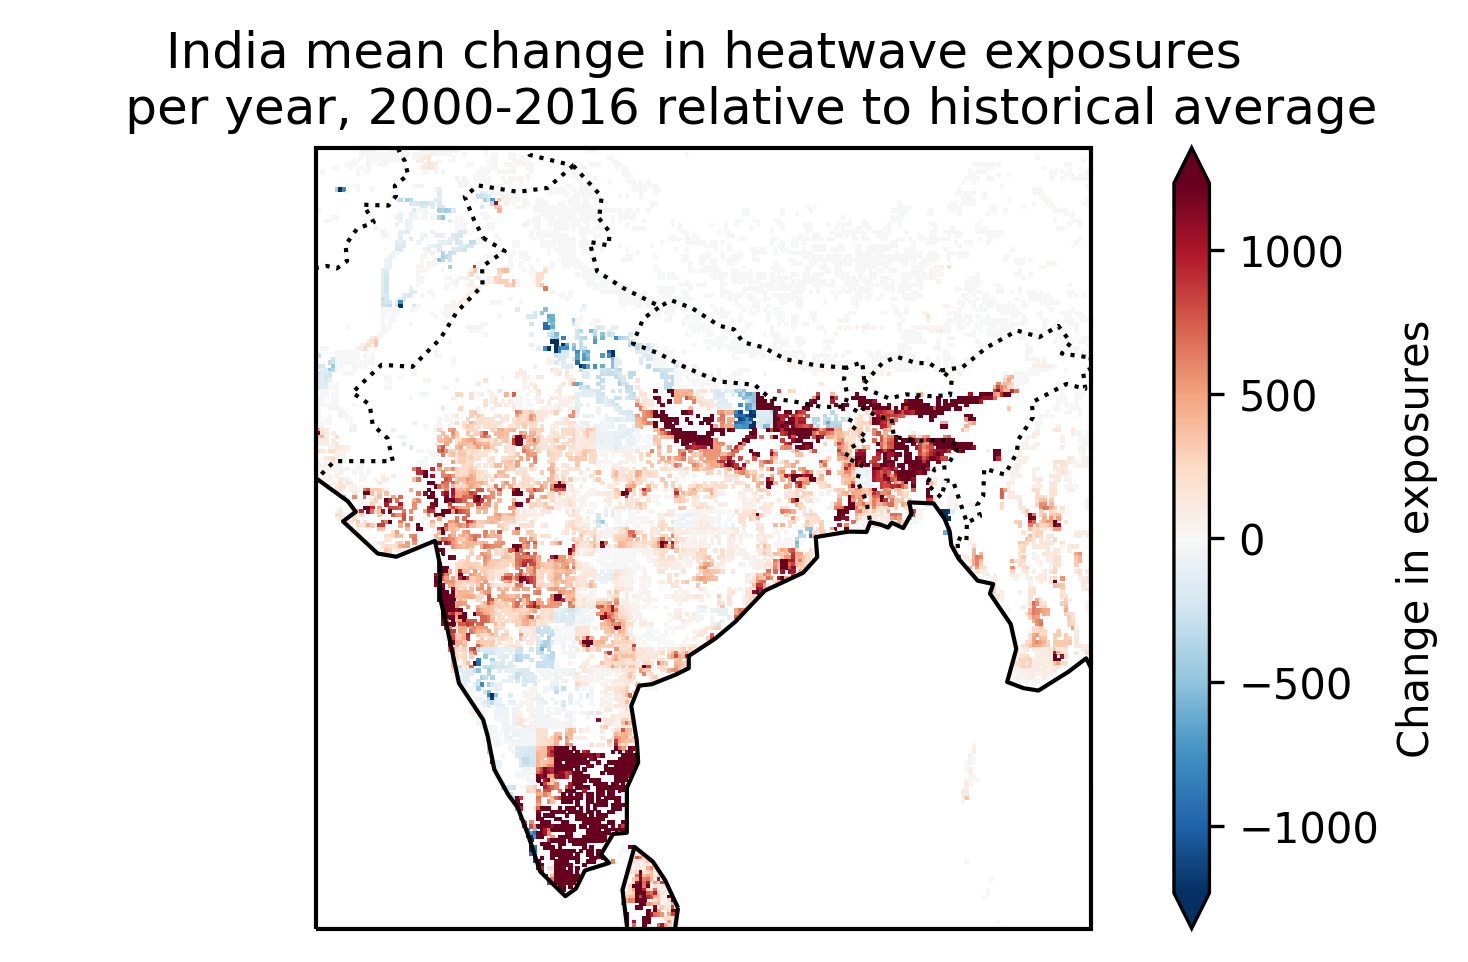 India mean change in heatwave exposures
per year, 2000-2016 relative to historical average
1000
500
0
−500
−1000
Change in exposures